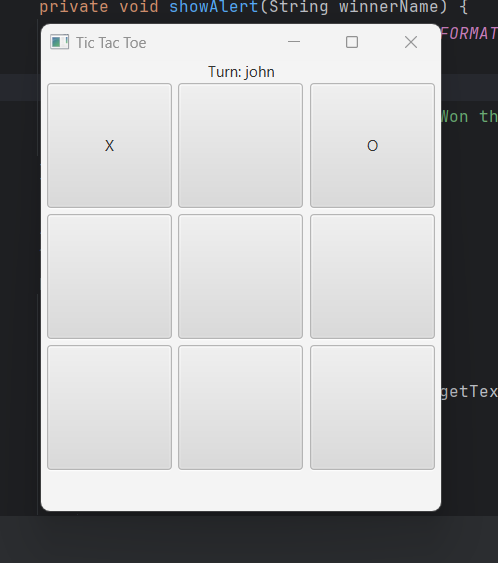 private void showAlert(String winnerName) {
FORMAT
Tic Tac Toe
Turn: john
Won th
X
O
getTex